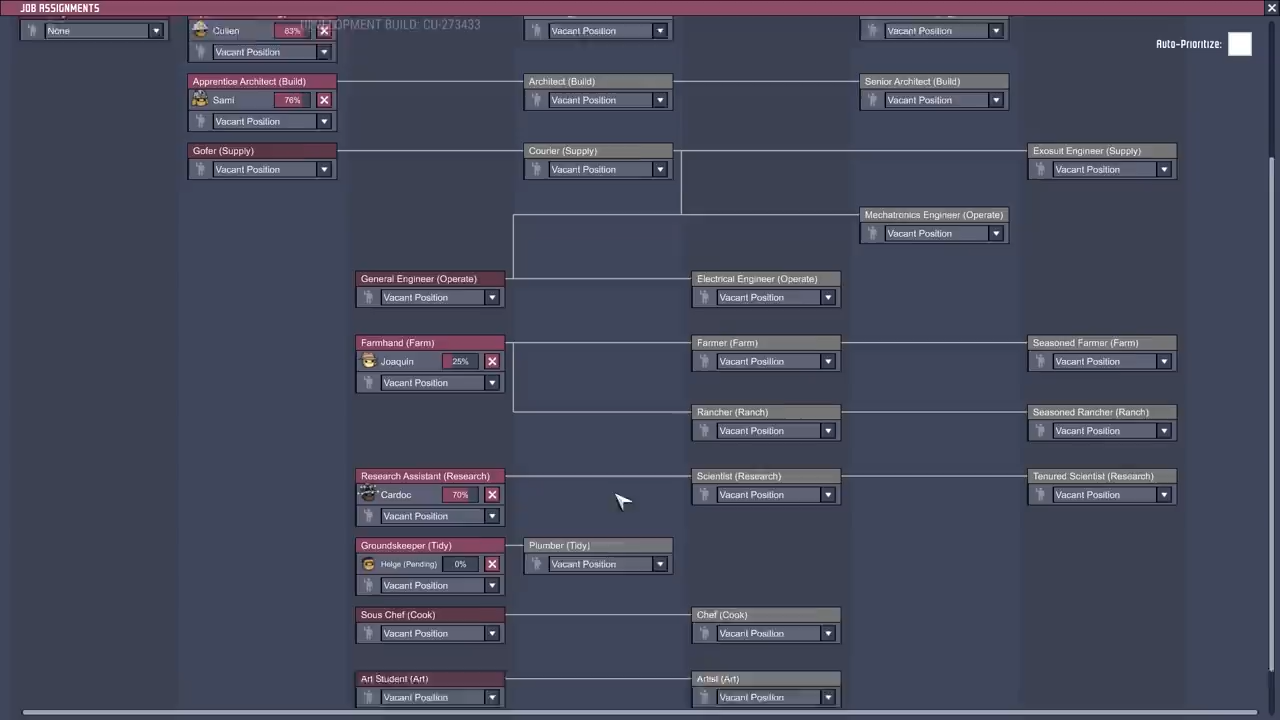 JOB ASSIGNMENTS
DEVELOPMENT BUILD: CU-273433
None
Cullen 63%
Vacant Position
Vacant Position
Vacant Position
Auto-Prioritize:
Apprentice Architect (Build)
Sami 76%
Vacant Position
Architect (Build)
Vacant Position
Senior Architect (Build)
Vacant Position
Gofer (Supply)
Vacant Position
Courier (Supply)
Vacant Position
Exosuit Engineer (Supply)
Vacant Position
Mechatronics Engineer (Operate)
Vacant Position
General Engineer (Operate)
Vacant Position
Electrical Engineer (Operate)
Vacant Position
Farmhand (Farm)
Joaquin 25%
Vacant Position
Farmer (Farm)
Vacant Position
Seasoned Farmer (Farm)
Vacant Position
Rancher (Ranch)
Vacant Position
Seasoned Rancher (Ranch)
Vacant Position
Research Assistant (Research)
Cardoc 70%
Vacant Position
Scientist (Research)
Vacant Position
Tenured Scientist (Research)
Vacant Position
Groundskeeper (Tidy)
Helge (Pending) 0%
Vacant Position
Plumber (Tidy)
Vacant Position
Sous Chef (Cook)
Vacant Position
Chef (Cook)
Vacant Position
Art Student (Art)
Vacant Position
Artist (Art)
Vacant Position